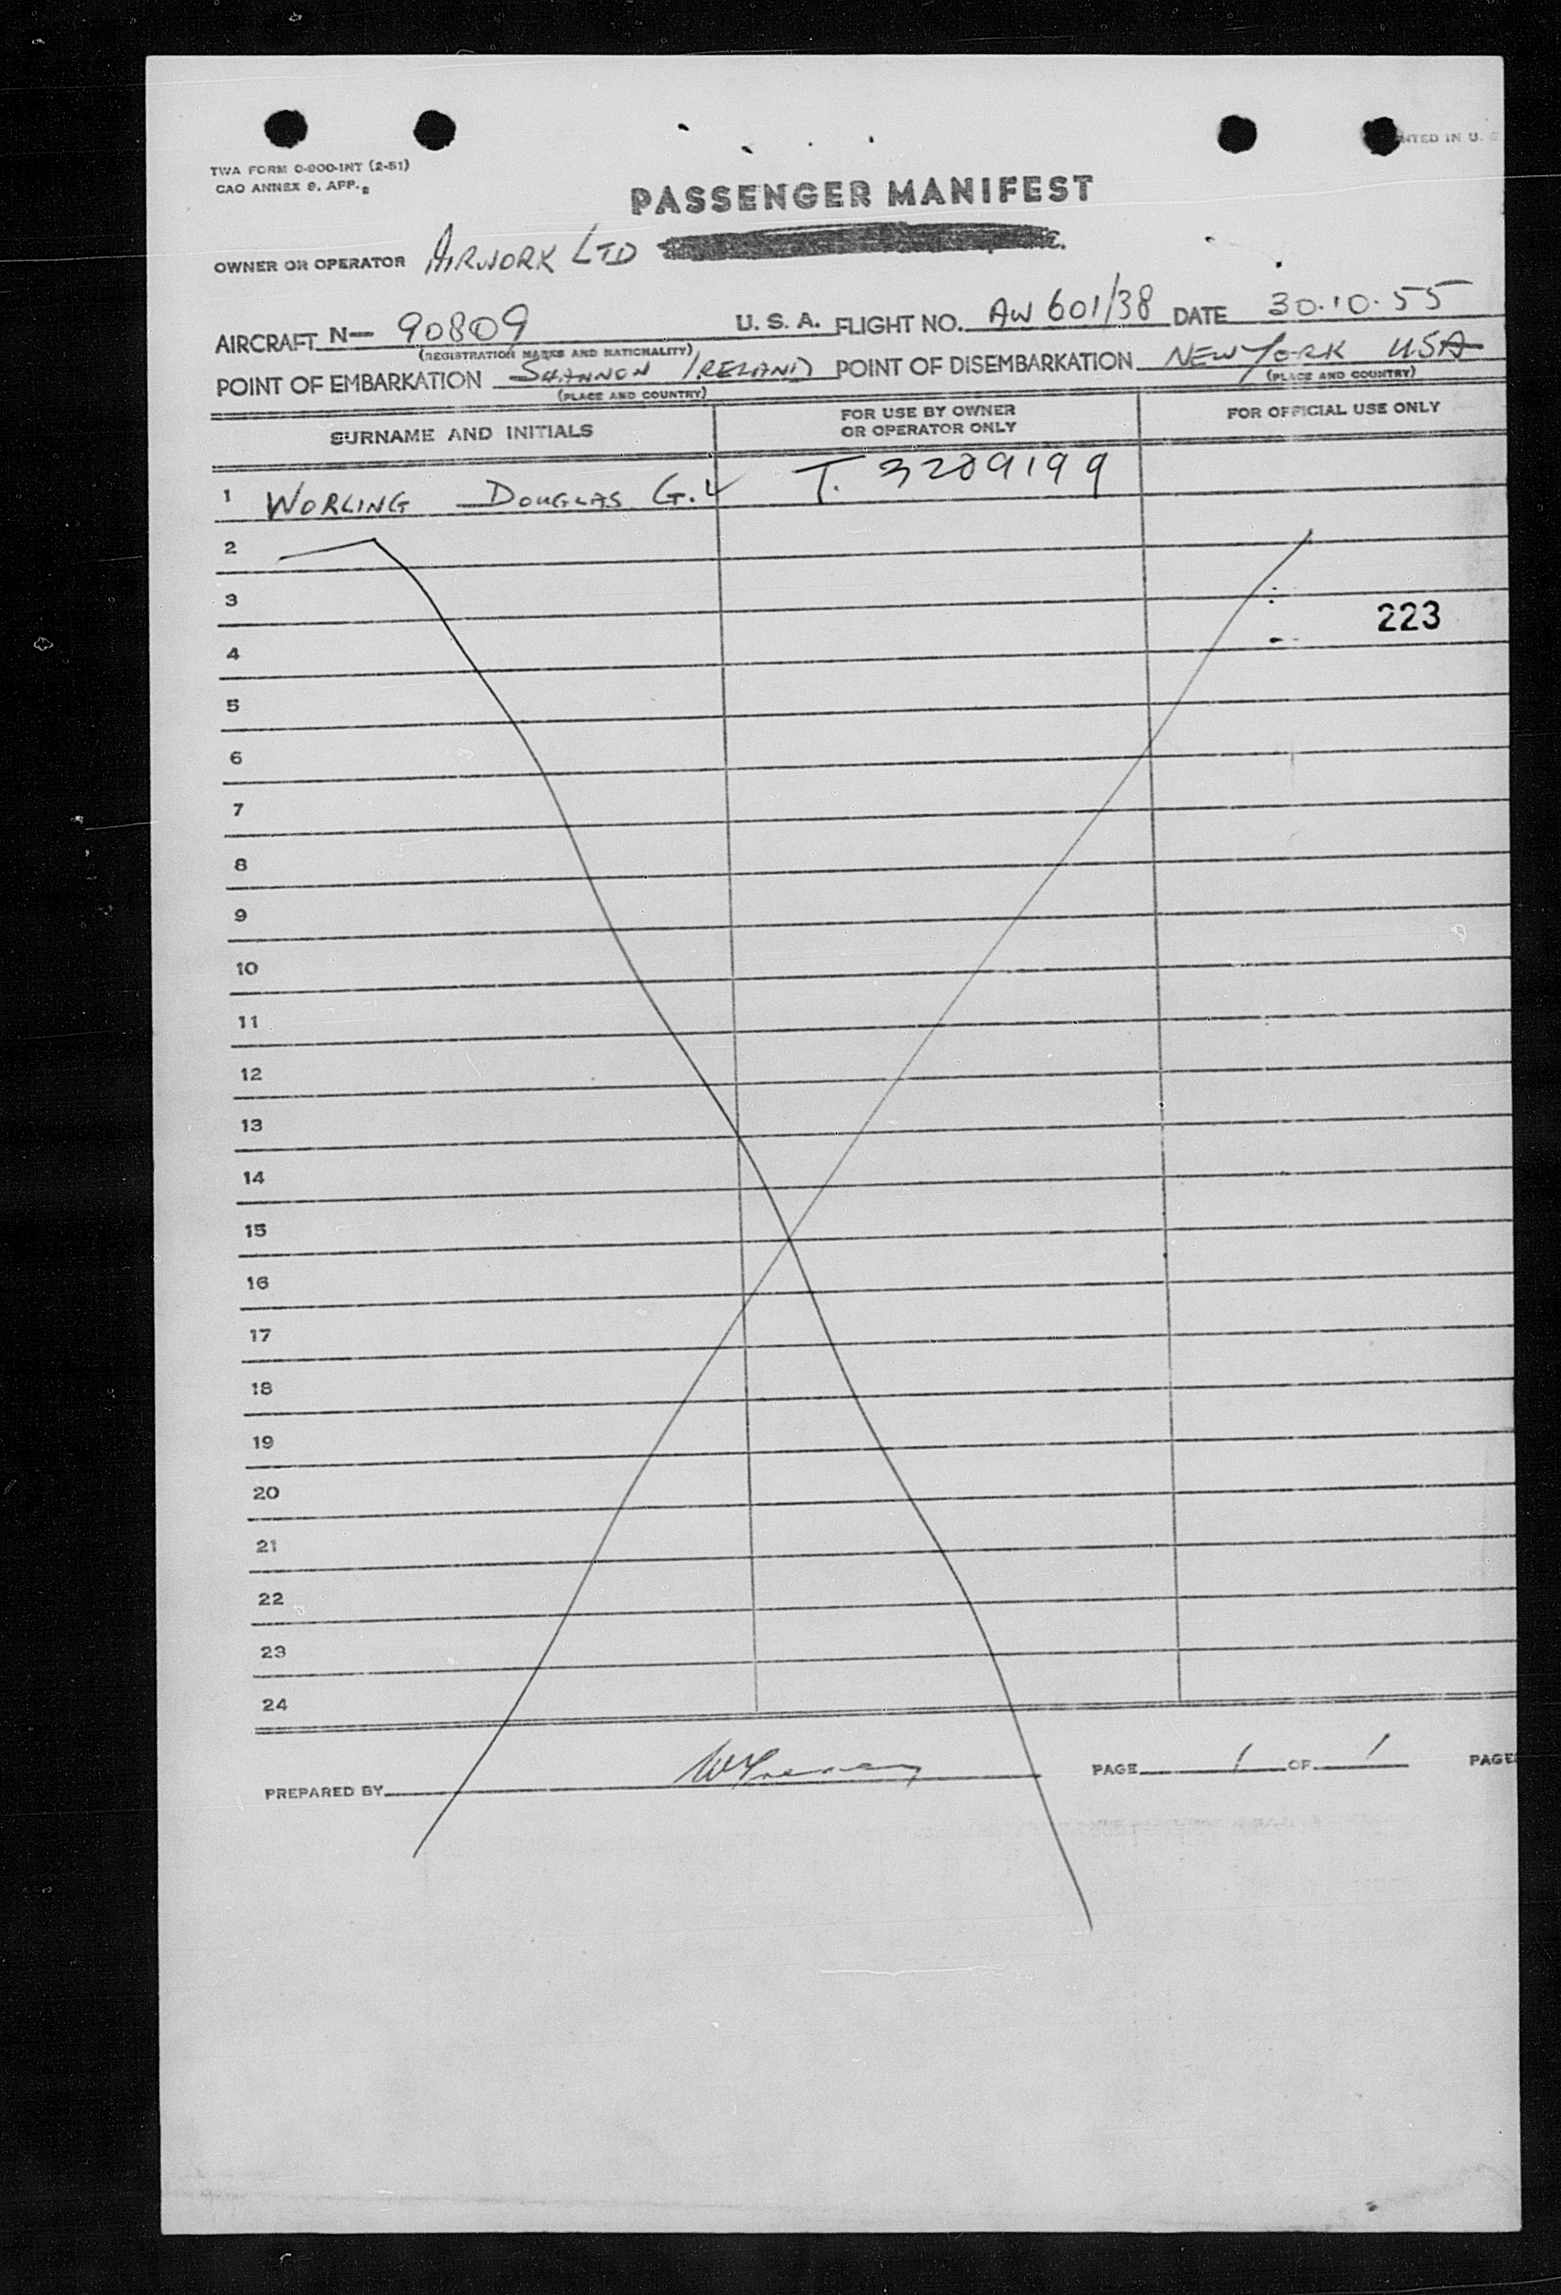 NTED IN U. S
TWA FORM 0-900-INT (2-51)
CAO ANNEX 9, APP. 2
PASSENGER MANIFEST
OWNER OR OPERATOR AIRWORK LTD
AIRCRAFT N— 90809 U. S. A. FLIGHT NO. AW 601/38 DATE 30.10.55
(REGISTRATION MARKS AND NATIONALITY)
POINT OF EMBARKATION SHANNON IRELAND POINT OF DISEMBARKATION NEW YORK USA
(PLACE AND COUNTRY) (PLACE AND COUNTRY)
SURNAME AND INITIALS FOR USE BY OWNER OR OPERATOR ONLY FOR OFFICIAL USE ONLY
1 WORLING DOUGLAS G. T. 3209199
2
3
223
4
5
6
7
8
9
10
11
12
13
14
15
16
17
18
19
20
21
22
23
24
PREPARED BY PAGE 1 OF 1 PAGE